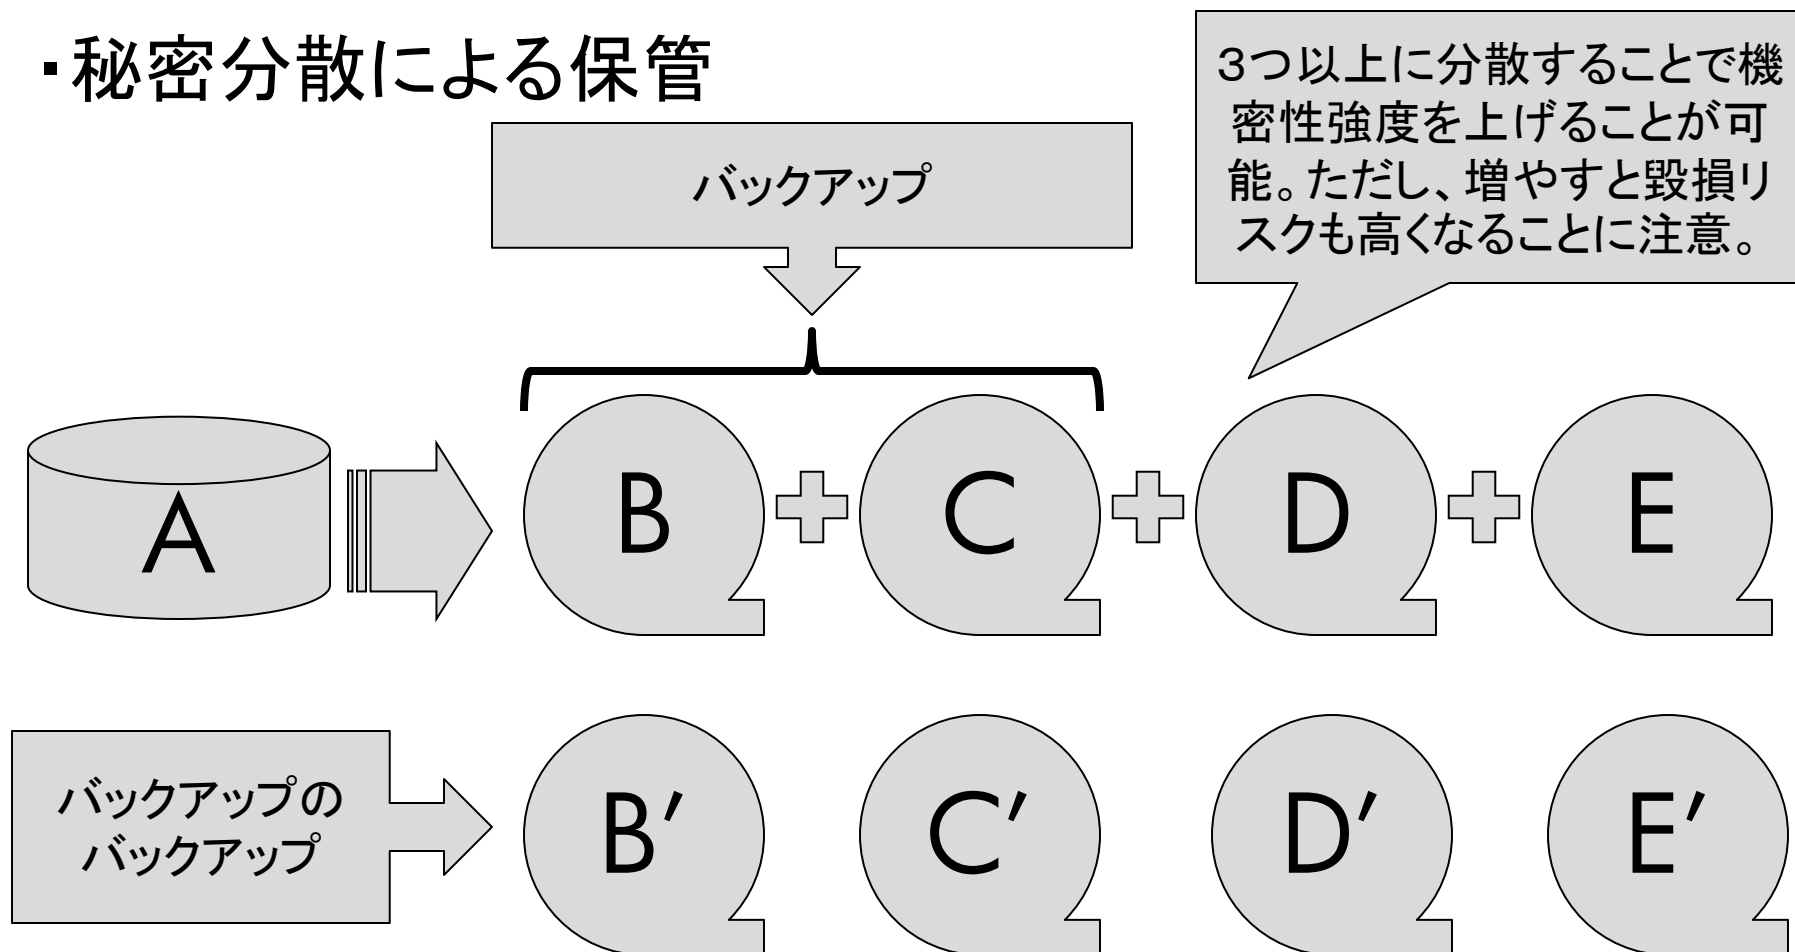 ・秘密分散による保管
３つ以上に分散することで機
密性強度を上げることが可
能。ただし、増やすと毀損リ
スクも高くなることに注意。
バックアップ
A
B
C
D
E
バックアップの
バックアップ
B′
C′
D′
E′